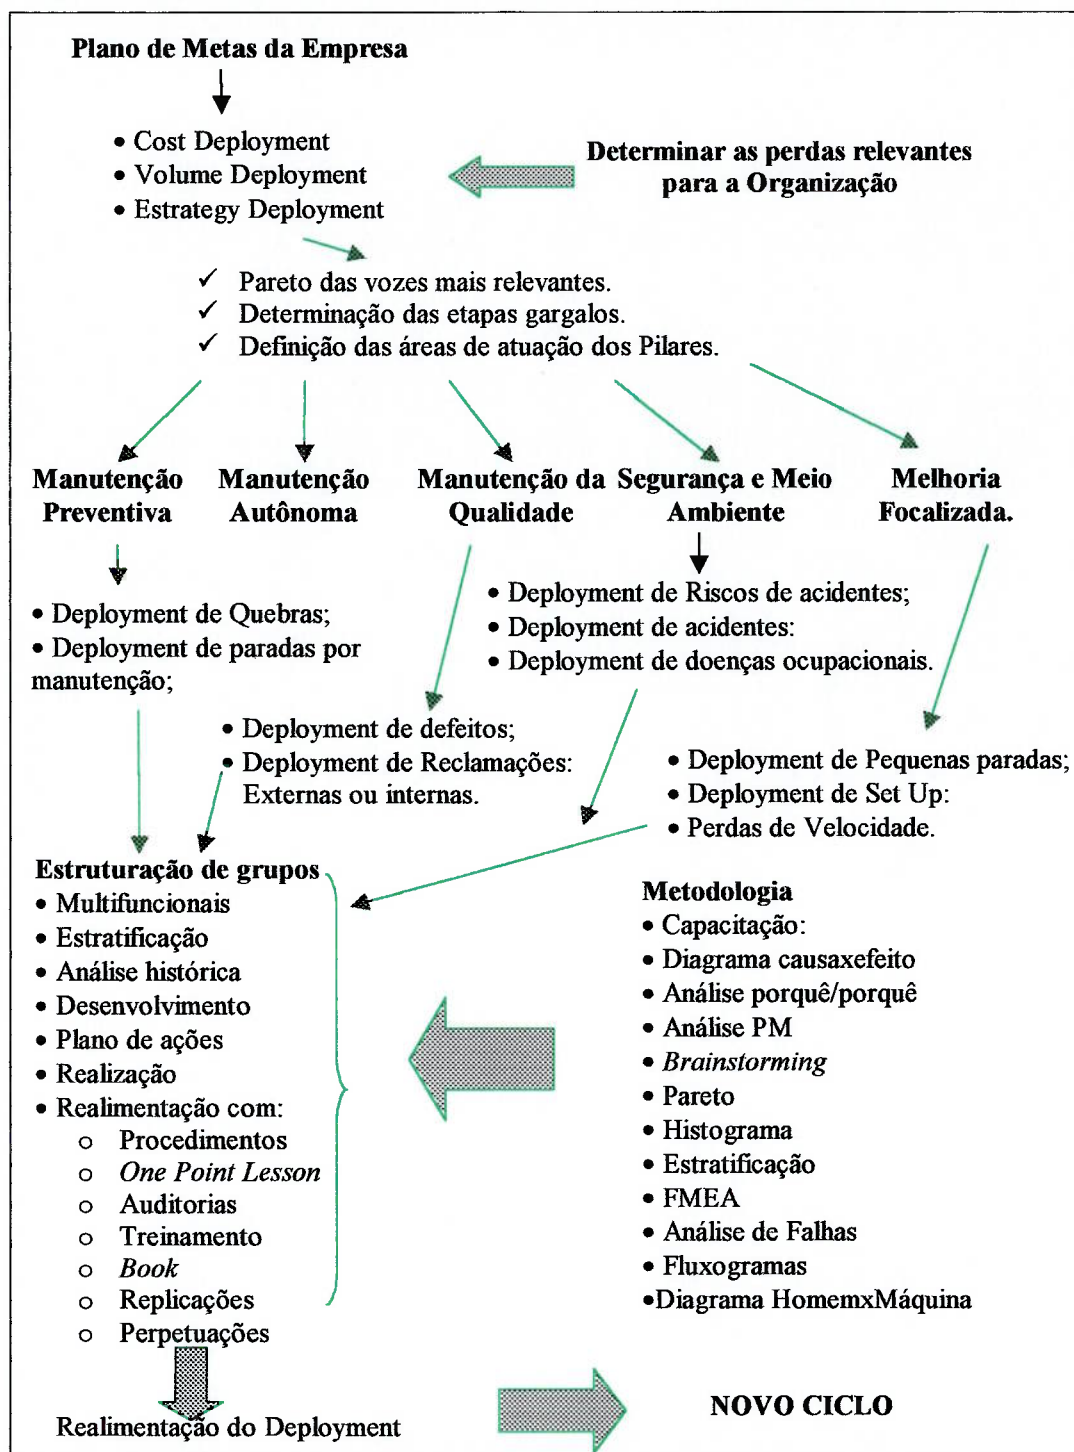 Plano de Metas da Empresa
• Cost Deployment
• Volume Deployment
• Estrategy Deployment
Determinar as perdas relevantes
para a Organização
✓ Pareto das vozes mais relevantes.
✓ Determinação das etapas gargalos.
✓ Definição das áreas de atuação dos Pilares.
Manutenção
Preventiva
Manutenção
Autônoma
Manutenção da
Qualidade
Segurança e Meio
Ambiente
Melhoria
Focalizada.
• Deployment de Quebras;
• Deployment de paradas por
manutenção;
• Deployment de Riscos de acidentes;
• Deployment de acidentes:
• Deployment de doenças ocupacionais.
• Deployment de defeitos;
• Deployment de Reclamações:
Externas ou internas.
• Deployment de Pequenas paradas;
• Deployment de Set Up:
• Perdas de Velocidade.
Estruturação de grupos
• Multifuncionais
• Estratificação
• Análise histórica
• Desenvolvimento
• Plano de ações
• Realização
• Realimentação com:
o Procedimentos
o One Point Lesson
o Auditorias
o Treinamento
o Book
o Replicações
o Perpetuações
Metodologia
• Capacitação:
• Diagrama causaxefeito
• Análise porquê/porquê
• Análise PM
• Brainstorming
• Pareto
• Histograma
• Estratificação
• FMEA
• Análise de Falhas
• Fluxogramas
•Diagrama HomemxMáquina
Realimentação do Deployment
NOVO CICLO